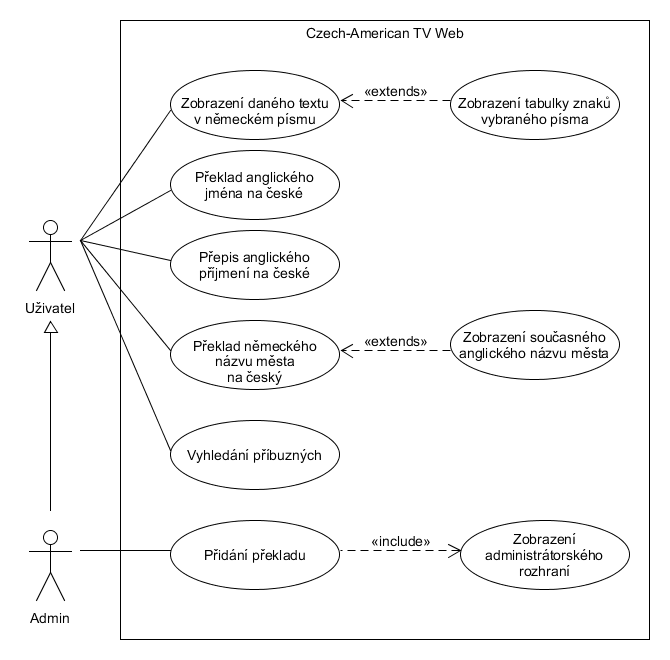 Czech-American TV Web
Zobrazení daného textu
v německém písmu
«extends»
Zobrazení tabulky znaků
vybraného písma
Překlad anglického
jména na české
Přepis anglického
příjmení na české
Uživatel
Překlad německého
názvu města
na český
«extends»
Zobrazení současného
anglického názvu města
Vyhledání příbuzných
Přidání překladu
«include»
Zobrazení
administrátorského
rozhraní
Admin